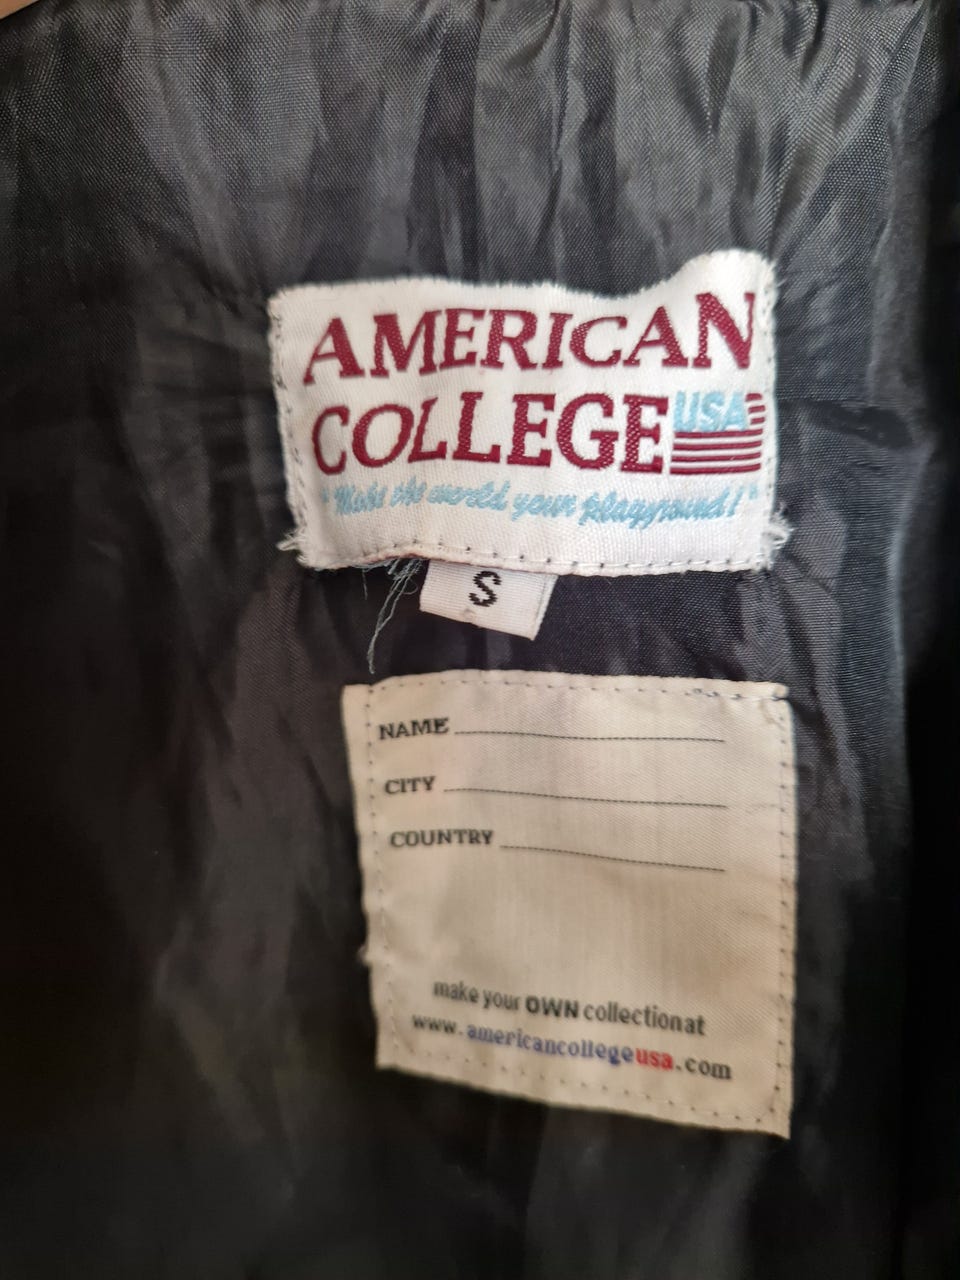 AMERICAN
COLLEGE USA
"Make the world your playground!"
S
NAME
CITY
COUNTRY
make your OWN collection at
www.americancollegeusa.com